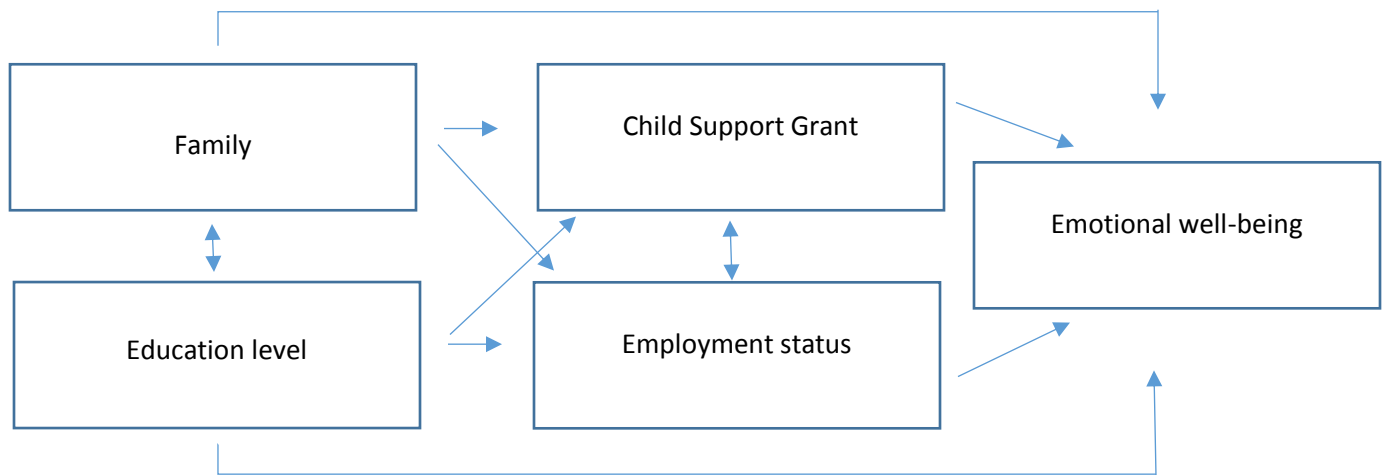 Family
Child Support Grant
Emotional well-being
Education level
Employment status